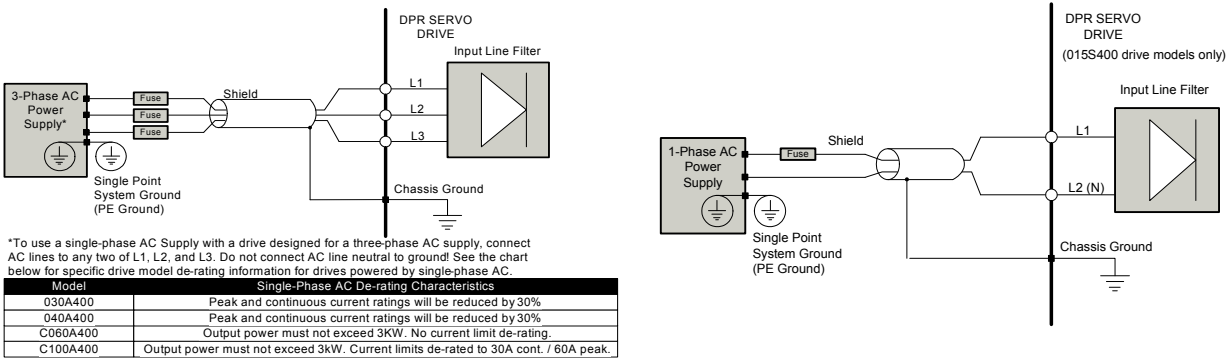 DPR SERVO
DRIVE
Input Line Filter
3-Phase AC
Power
Supply*
Fuse
Fuse
Fuse
Shield
L1
L2
L3
Single Point
System Ground
(PE Ground)
Chassis Ground
*To use a single-phase AC Supply with a drive designed for a three-phase AC supply, connect
AC lines to any two of L1, L2, and L3. Do not connect AC line neutral to ground! See the chart
below for specific drive model de-rating information for drives powered by single-phase AC.
Model Single-Phase AC De-rating Characteristics
030A400 Peak and continuous current ratings will be reduced by 30%
040A400 Peak and continuous current ratings will be reduced by 30%
C060A400 Output power must not exceed 3KW. No current limit de-rating.
C100A400 Output power must not exceed 3kW. Current limits de-rated to 30A cont. / 60A peak.
DPR SERVO
DRIVE
(015S400 drive models only)
Input Line Filter
1-Phase AC
Power
Supply
Fuse
Shield
L1
L2 (N)
Single Point
System Ground
(PE Ground)
Chassis Ground